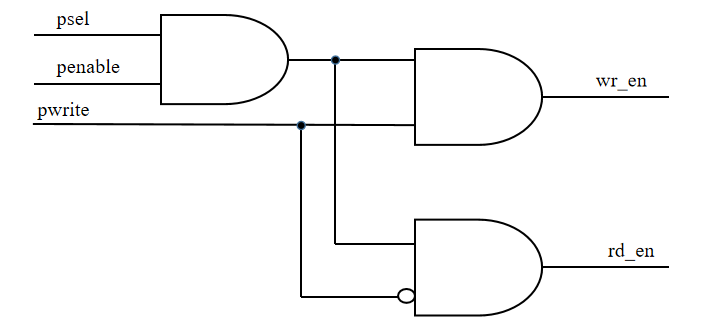 psel
penable
pwrite
wr_en
rd_en